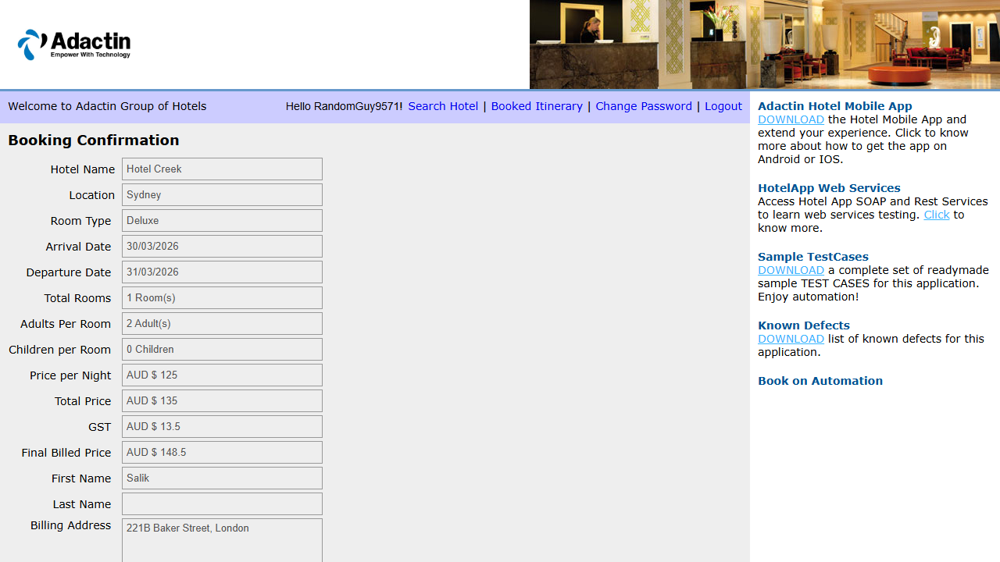 Adactin
Empower With Technology
Welcome to Adactin Group of Hotels
Hello RandomGuy9571! Search Hotel | Booked Itinerary | Change Password | Logout
Booking Confirmation
Hotel Name Hotel Creek
Location Sydney
Room Type Deluxe
Arrival Date 30/03/2026
Departure Date 31/03/2026
Total Rooms 1 Room(s)
Adults Per Room 2 Adult(s)
Children per Room 0 Children
Price per Night AUD $ 125
Total Price AUD $ 135
GST AUD $ 13.5
Final Billed Price AUD $ 148.5
First Name Salik
Last Name
Billing Address 221B Baker Street, London
Adactin Hotel Mobile App
DOWNLOAD the Hotel Mobile App and
extend your experience. Click to know
more about how to get the app on
Android or IOS.
HotelApp Web Services
Access Hotel App SOAP and Rest Services
to learn web services testing. Click to
know more.
Sample TestCases
DOWNLOAD a complete set of readymade
sample TEST CASES for this application.
Enjoy automation!
Known Defects
DOWNLOAD list of known defects for this
application.
Book on Automation